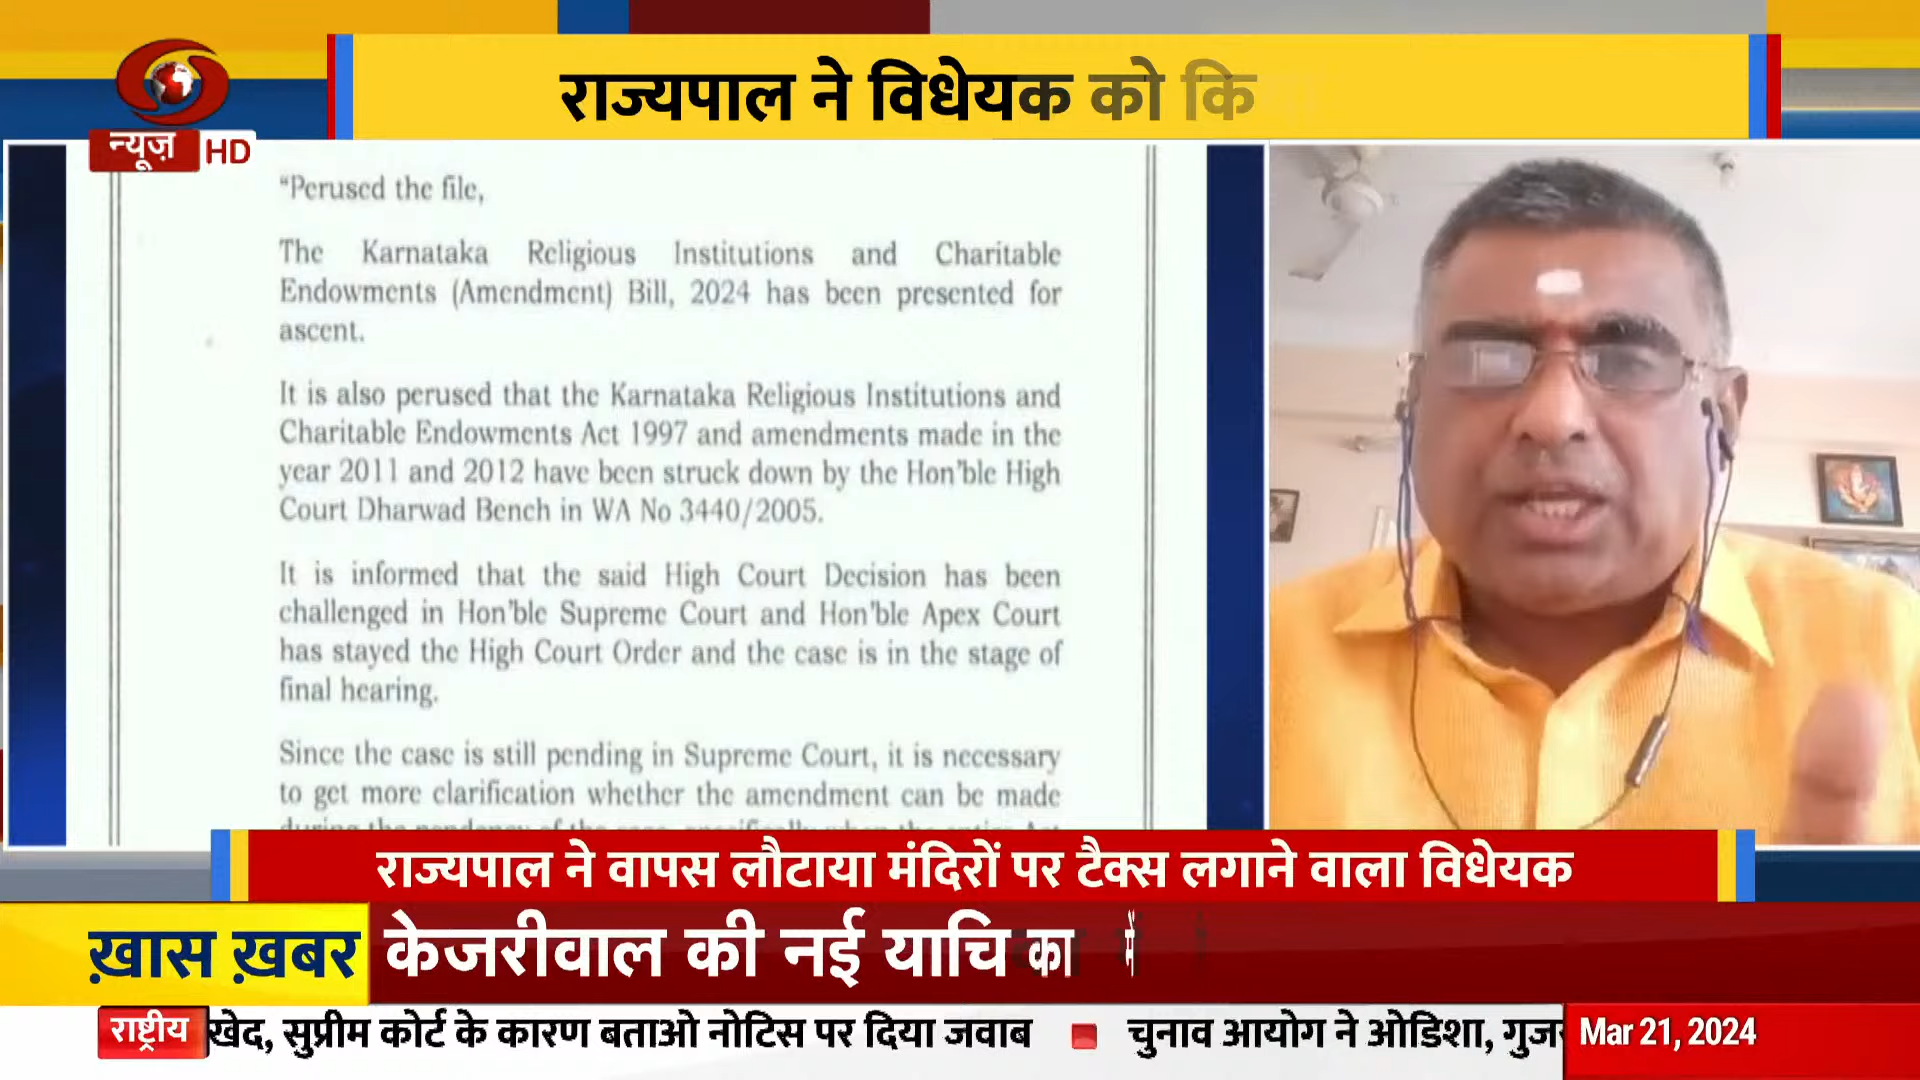 राज्यपाल ने विधेयक को कि
न्यूज़ HD
“Perused the file,
The Karnataka Religious Institutions and Charitable
Endowments (Amendment) Bill, 2024 has been presented for
ascent.
It is also perused that the Karnataka Religious Institutions and
Charitable Endowments Act 1997 and amendments made in the
year 2011 and 2012 have been struck down by the Hon’ble High
Court Dharwad Bench in WA No 3440/2005.
It is informed that the said High Court Decision has been
challenged in Hon’ble Supreme Court and Hon’ble Apex Court
has stayed the High Court Order and the case is in the stage of
final hearing.
Since the case is still pending in Supreme Court, it is necessary
to get more clarification whether the amendment can be made
राज्यपाल ने वापस लौटाया मंदिरों पर टैक्स लगाने वाला विधेयक
ख़ास ख़बर केजरीवाल की नई याचिका में
राष्ट्रीय खेद, सुप्रीम कोर्ट के कारण बताओ नोटिस पर दिया जवाब चुनाव आयोग ने ओडिशा, Mar 21, 2024